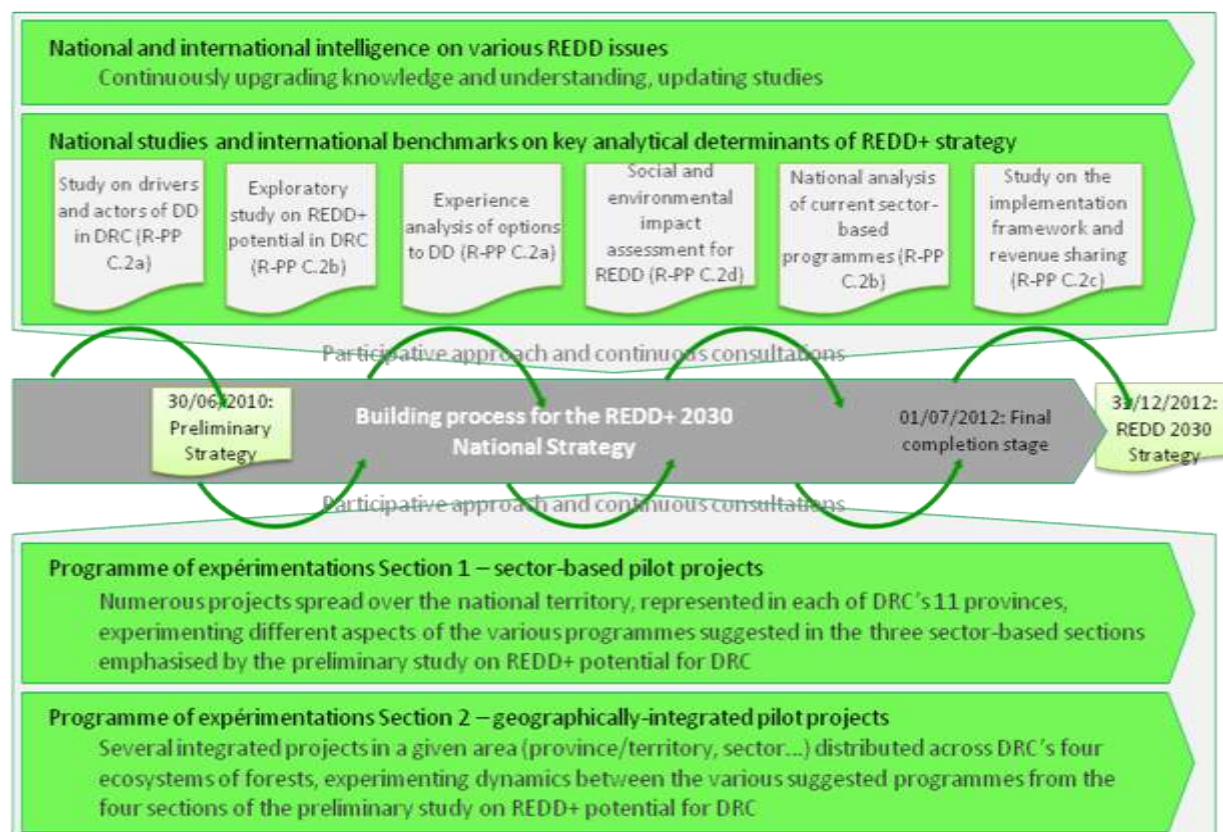 National and international intelligence on various REDD issues
Continuously upgrading knowledge and understanding, updating studies
National studies and international benchmarks on key analytical determinants of REDD+ strategy
Study on drivers
and actors of DD
in DRC (R-PP
C.2a)
Exploratory
study on REDD+
potential in DRC
(R-PP C.2b)
Experience
analysis of options
to DD (R-PP C.2a)
Social and
environmental
impact
assessment for
REDD (R-PP C.2d)
National analysis
of current sector-
based
programmes (R-PP
C.2b)
Study on the
implementation
framework and
revenue sharing
(R-PP C.2c)
Participative approach and continuous consultations
30/06/2010:
Preliminary
Strategy
Building process for the REDD+ 2030
National Strategy
01/07/2012: Final
completion stage
31/12/2012:
REDD 2030
Strategy
Participative approach and continuous consultations
Programme of expérimentations Section 1 – sector-based pilot projects
Numerous projects spread over the national territory, represented in each of DRC's 11 provinces,
experimenting different aspects of the various programmes suggested in the three sector-based sections
emphasised by the preliminary study on REDD+ potential for DRC
Programme of expérimentations Section 2 – geographically-integrated pilot projects
Several integrated projects in a given area (province/territory, sector...) distributed across DRC's four
ecosystems of forests, experimenting dynamics between the various suggested programmes from the
four sections of the preliminary study on REDD+ potential for DRC